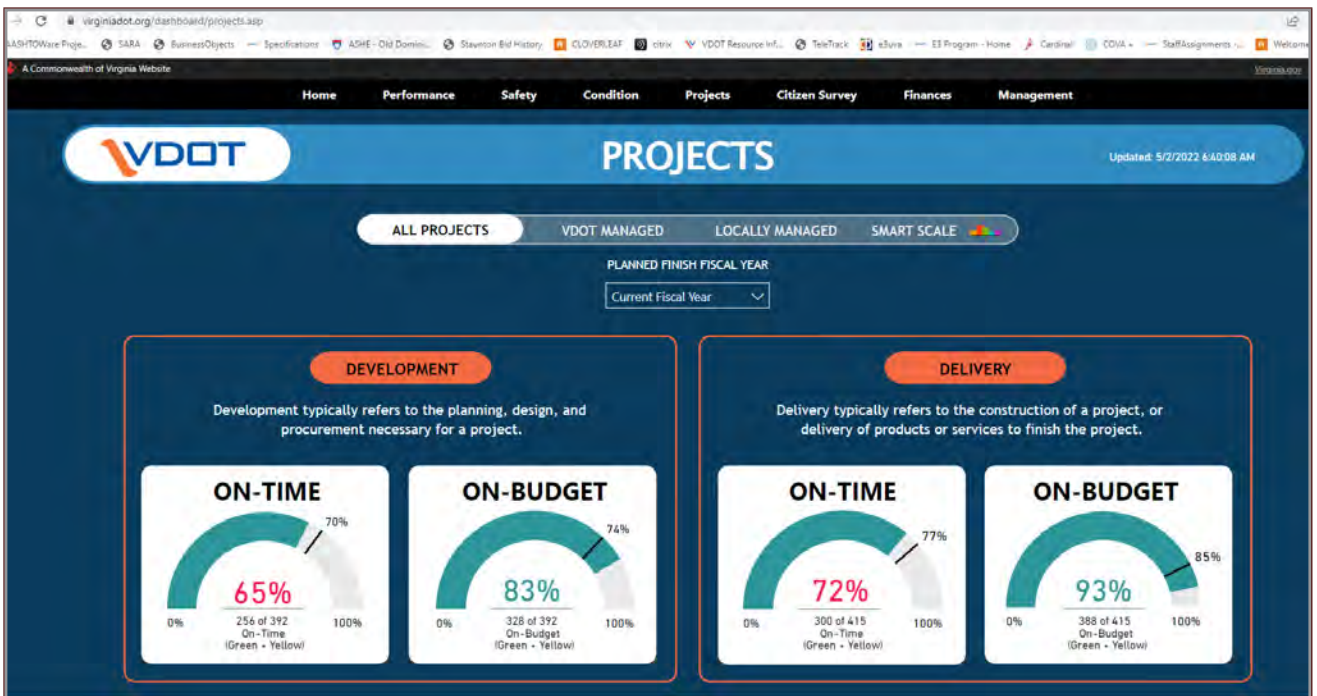 virginiadot.org/dashboard/projects.asp
AASHTOWare Proje... SARA BusinessObjects Specifications ASHE - Old Domini... Staunton Bid History CLOVERLEAF citrix VDOT Resource Inf... TeleTrack eBuva E3 Program - Home Cardinal COVA StaffAssignments -... Welcome
A Commonwealth of Virginia Website Virginia.gov
Home Performance Safety Condition Projects Citizen Survey Finances Management
VDOT PROJECTS Updated: 5/2/2022 6:40:08 AM
ALL PROJECTS VDOT MANAGED LOCALLY MANAGED SMART SCALE
PLANNED FINISH FISCAL YEAR
Current Fiscal Year
DEVELOPMENT
Development typically refers to the planning, design, and
procurement necessary for a project.
ON-TIME
70%
65%
0% 256 of 392 100%
On-Time
(Green + Yellow)
ON-BUDGET
74%
83%
0% 328 of 392 100%
On-Budget
(Green + Yellow)
DELIVERY
Delivery typically refers to the construction of a project, or
delivery of products or services to finish the project.
ON-TIME
77%
72%
0% 300 of 415 100%
On-Time
(Green + Yellow)
ON-BUDGET
85%
93%
0% 388 of 415 100%
On-Budget
(Green + Yellow)